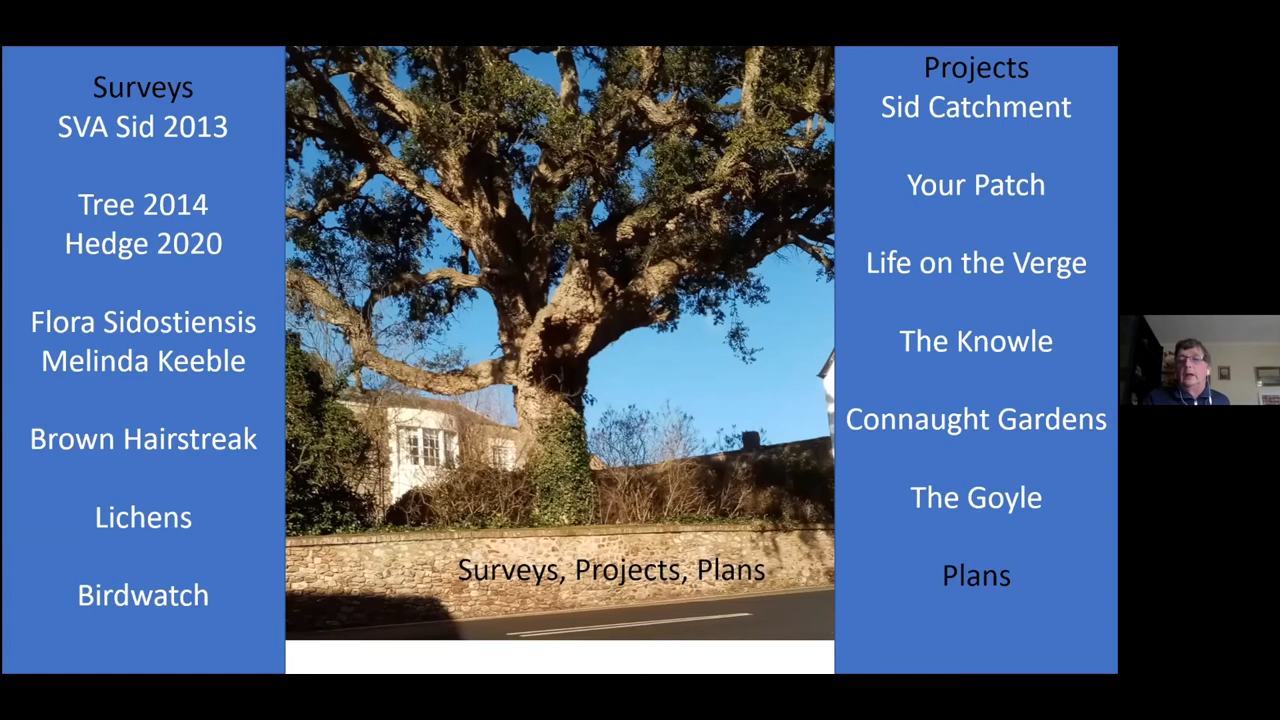 Surveys
SVA Sid 2013
Tree 2014
Hedge 2020
Flora Sidostiensis
Melinda Keeble
Brown Hairstreak
Lichens
Birdwatch
Surveys, Projects, Plans
Projects
Sid Catchment
Your Patch
Life on the Verge
The Knowle
Connaught Gardens
The Goyle
Plans